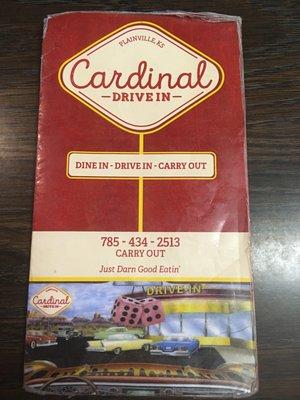 PLAINVILLE, KS
Cardinal
DRIVE IN
DINE IN - DRIVE IN - CARRY OUT
785 - 434 - 2513
CARRY OUT
Just Darn Good Eatin'
DRIVE IN
Cardinal
DRIVE IN